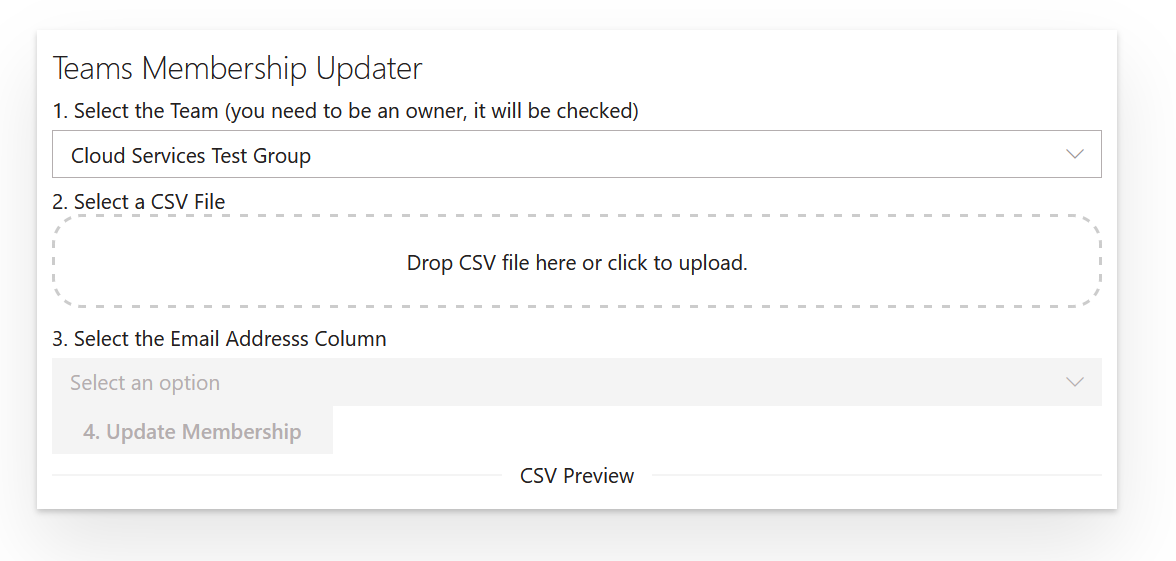 Teams Membership Updater
1. Select the Team (you need to be an owner, it will be checked)
Cloud Services Test Group
2. Select a CSV File
Drop CSV file here or click to upload.
3. Select the Email Addresss Column
Select an option
4. Update Membership
CSV Preview